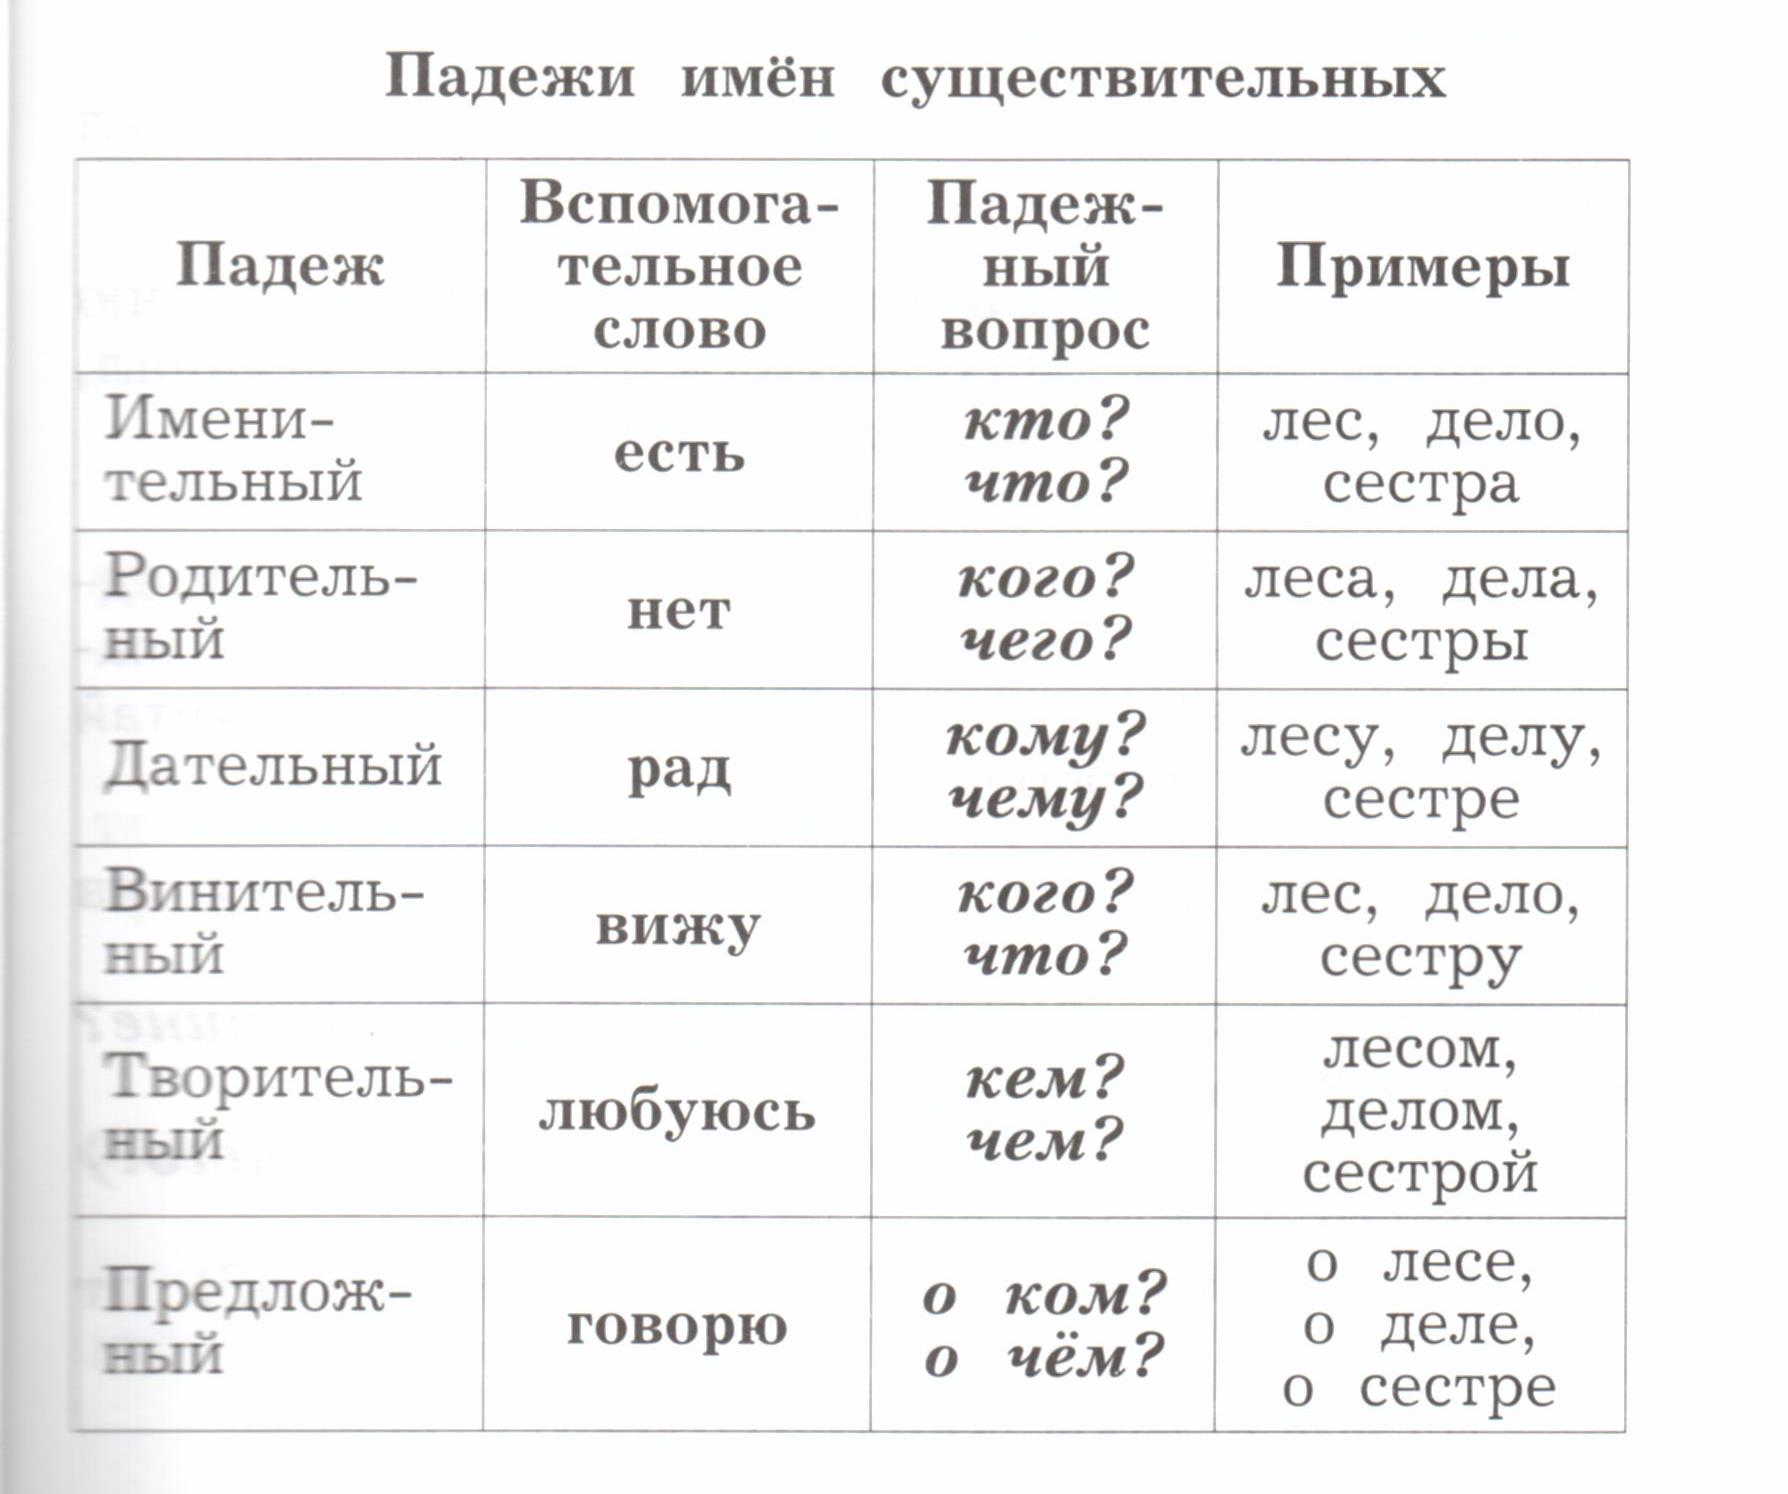 Падежи имён существительных
Падеж
Вспомога-
тельное
слово
Падеж-
ный
вопрос
Примеры
Имени-
тельный
есть
кто?
что?
лес, дело,
сестра
Родитель-
ный
нет
кого?
чего?
леса, дела,
сестры
Дательный
рад
кому?
чему?
лесу, делу,
сестре
Винитель-
ный
вижу
кого?
что?
лес, дело,
сестру
Творитель-
ный
любуюсь
кем?
чем?
лесом,
делом,
сестрой
Предлож-
ный
говорю
о ком?
о чём?
о лесе,
о деле,
о сестре